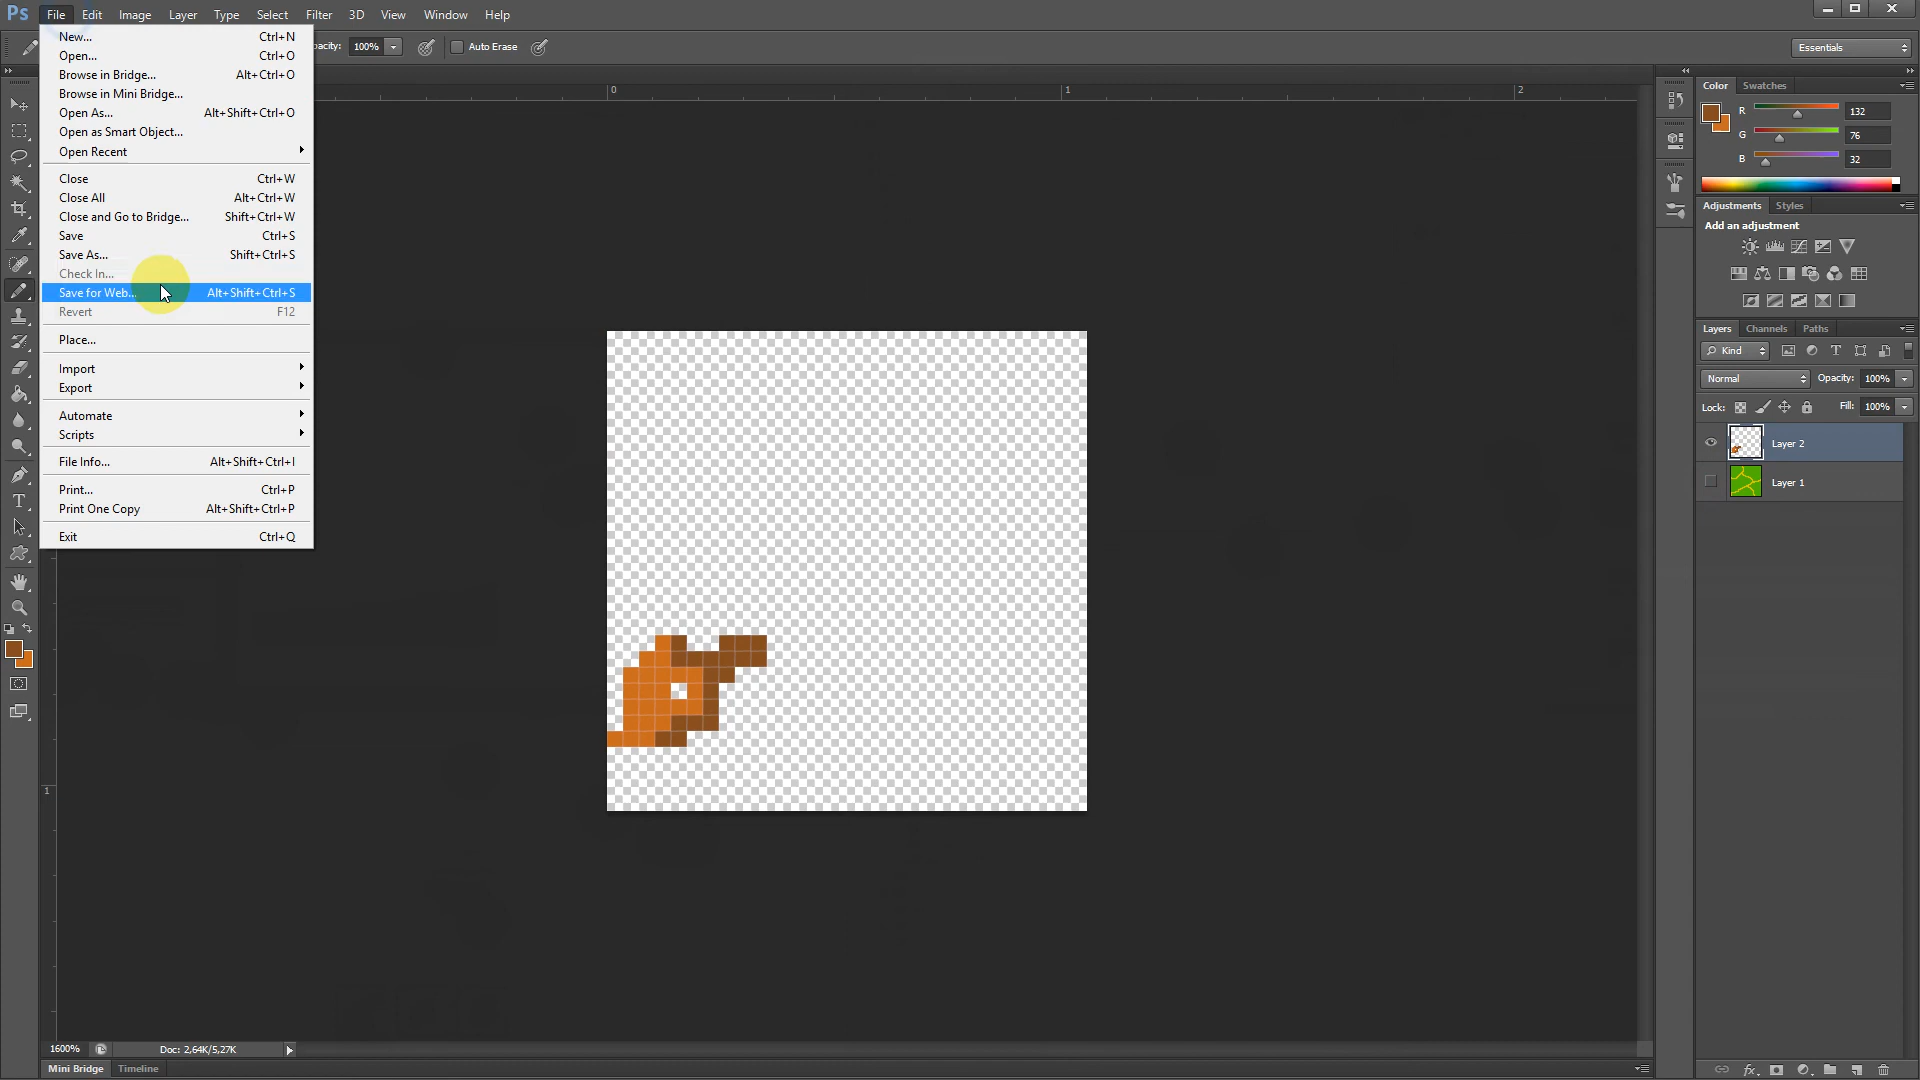 Ps File Edit Image Layer Type Select Filter 3D View Window Help
pacity: 100% Auto Erase Essentials
New... Ctrl+N
Open... Ctrl+O
Browse in Bridge... Alt+Ctrl+O
Browse in Mini Bridge...
Open As... Alt+Shift+Ctrl+O
Open as Smart Object...
Open Recent
Close Ctrl+W
Close All Alt+Ctrl+W
Close and Go to Bridge... Shift+Ctrl+W
Save Ctrl+S
Save As... Shift+Ctrl+S
Check In...
Save for Web... Alt+Shift+Ctrl+S
Revert F12
Place...
Import
Export
Automate
Scripts
File Info... Alt+Shift+Ctrl+I
Print... Ctrl+P
Print One Copy Alt+Shift+Ctrl+P
Exit Ctrl+Q
0 1 2
1
Color Swatches
R 132
G 76
B 32
Adjustments Styles
Add an adjustment
Layers Channels Paths
Kind
Normal Opacity: 100%
Lock: Fill: 100%
Layer 2
Layer 1
1600% Doc: 2,64K/5,27K
Mini Bridge Timeline